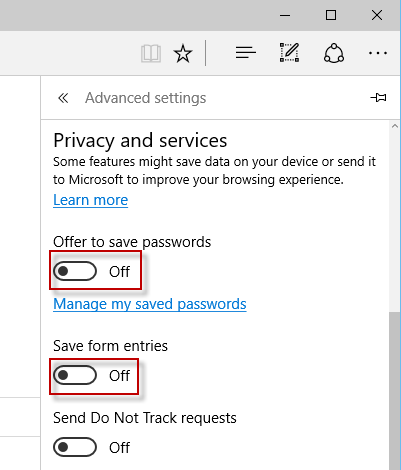 Advanced settings
Privacy and services
Some features might save data on your device or send it
to Microsoft to improve your browsing experience.
Learn more
Offer to save passwords
Off
Manage my saved passwords
Save form entries
Off
Send Do Not Track requests
Off